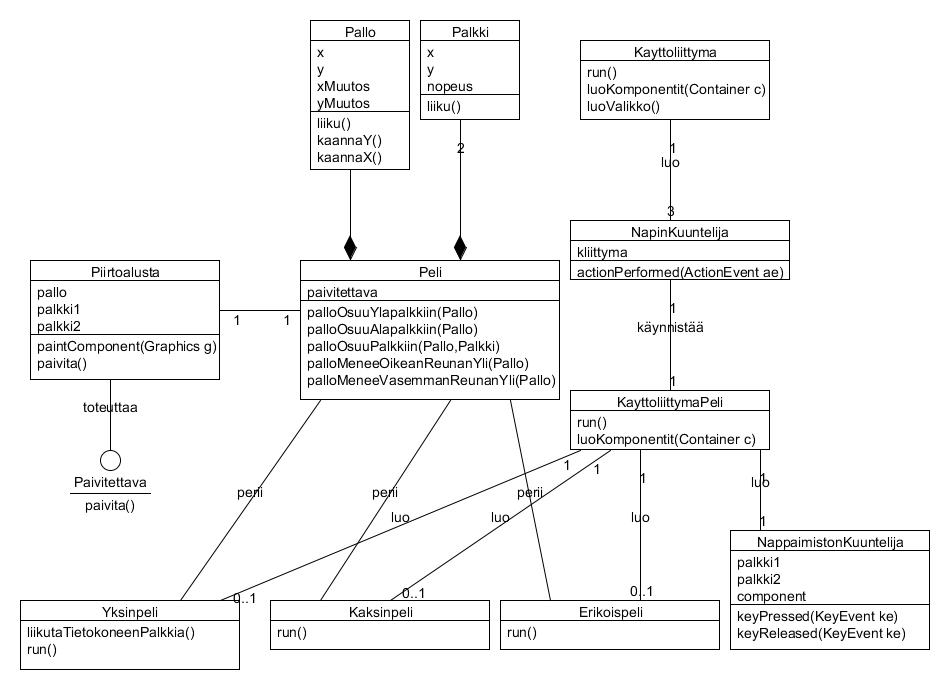 Pallo
x
y
xMuutos
yMuutos
liiku()
kaannaY()
kaannaX()
Palkki
x
y
nopeus
liiku()
2
Kayttoliittyma
run()
luoKomponentit(Container c)
luoValikko()
1
luo
3
NapinKuuntelija
kliittyma
actionPerformed(ActionEvent ae)
Piirtoalusta
pallo
palkki1
palkki2
paintComponent(Graphics g)
paivita()
1
1
Peli
paivitettava
palloOsuuYlapalkkiin(Pallo)
palloOsuuAlapalkkiin(Pallo)
palloOsuuPalkkiin(Pallo,Palkki)
palloMeneeOikeanReunanYli(Pallo)
palloMeneeVasemmanReunanYli(Pallo)
1
käynnistää
1
KayttoliittymaPeli
run()
luoKomponentit(Container c)
toteuttaa
Paivitettava
paivita()
perii
perii
perii
1
1
1
1
luo
luo
luo
luo
1
0..1
0..1
0..1
NappaimistonKuuntelija
palkki1
palkki2
component
keyPressed(KeyEvent ke)
keyReleased(KeyEvent ke)
Yksinpeli
liikutaTietokoneenPalkkia()
run()
Kaksinpeli
run()
Erikoispeli
run()